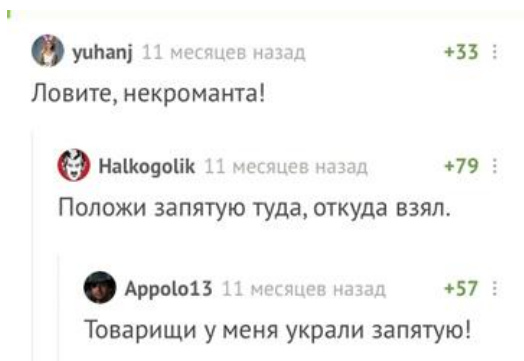 yuhanj 11 месяцев назад +33
Ловите, некроманта!
Halkogolik 11 месяцев назад +79
Положи запятую туда, откуда взял.
Appolo13 11 месяцев назад +57
Товарищи у меня украли запятую!